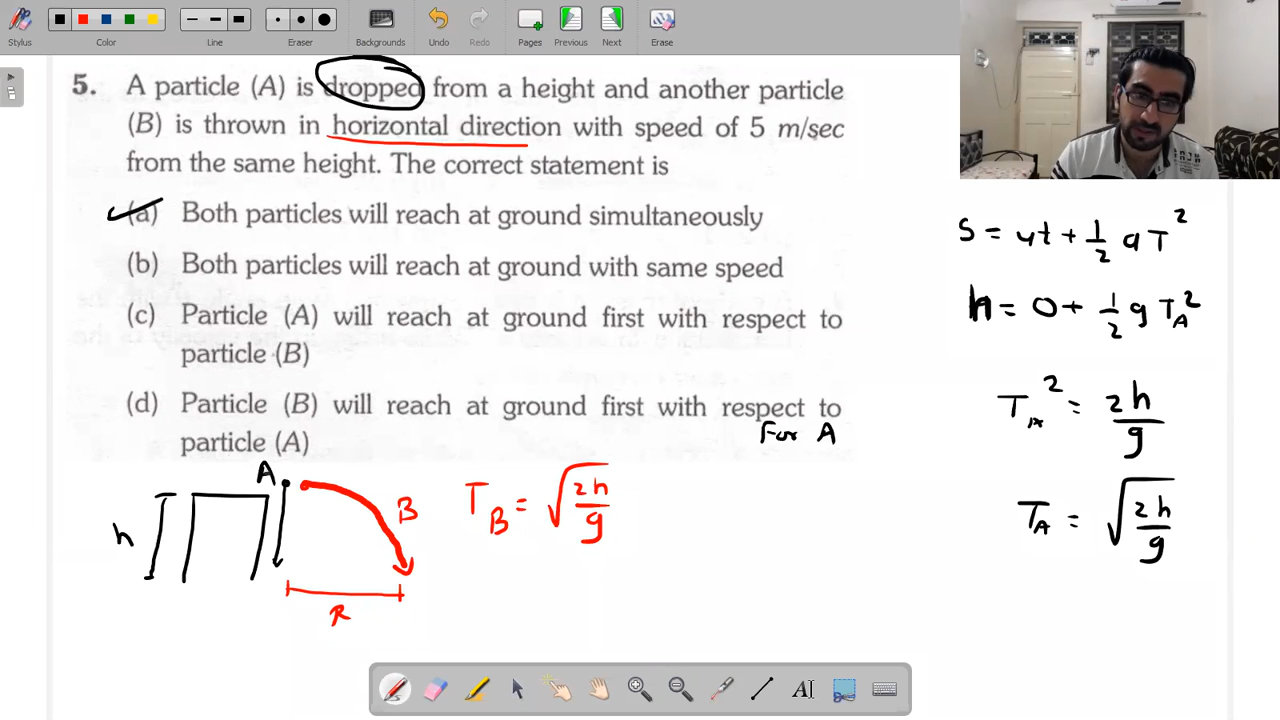 Stylus
Color
Line
Eraser
Backgrounds
Undo
Redo
Pages
Previous
Next
Erase
5. A particle (A) is dropped from a height and another particle
(B) is thrown in horizontal direction with speed of 5 m/sec
from the same height. The correct statement is
(a) Both particles will reach at ground simultaneously
(b) Both particles will reach at ground with same speed
(c) Particle (A) will reach at ground first with respect to
particle (B)
(d) Particle (B) will reach at ground first with respect to
particle (A)
For A
S = ut + 1/2 a T²
h = 0 + 1/2 g T_A²
T_A² = 2h/g
T_A = √(2h/g)
A
B
h
R
T_B = √(2h/g)
AI